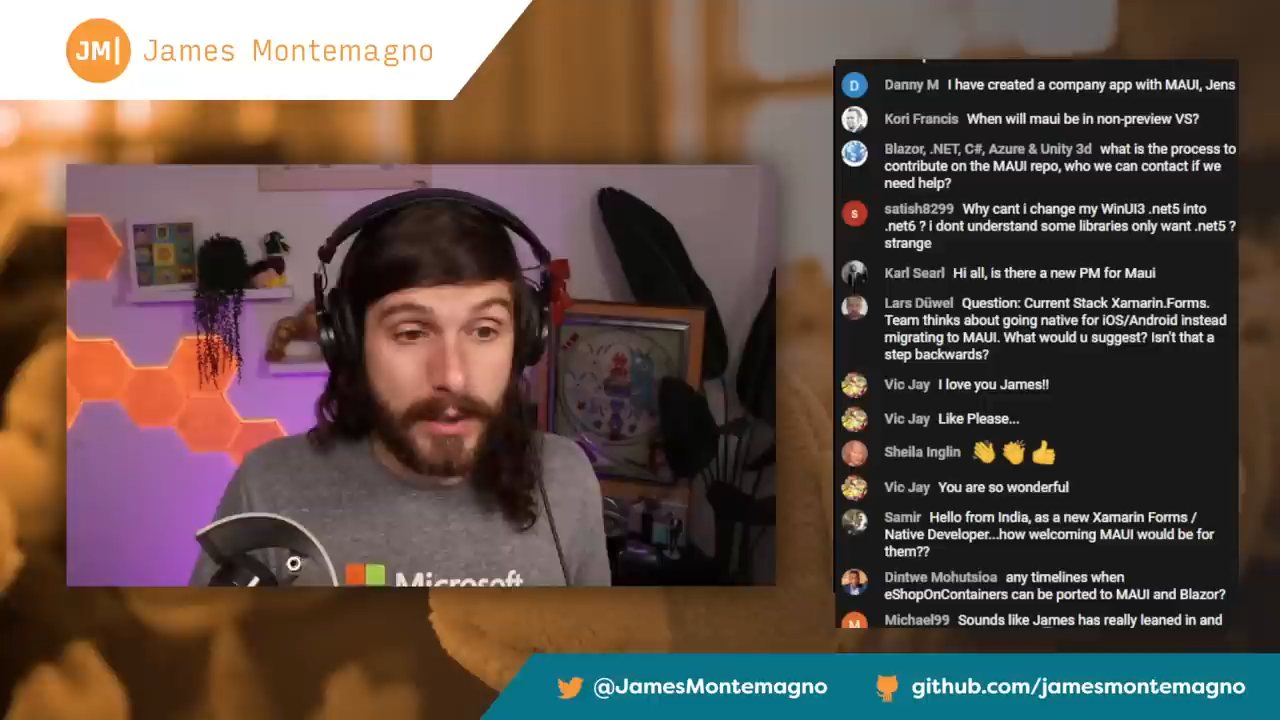 JM| James Montemagno
Danny M I have created a company app with MAUI, Jens
Kori Francis When will maui be in non-preview VS?
Blazor, .NET, C#, Azure & Unity 3d what is the process to
contribute on the MAUI repo, who we can contact if we
need help?
satish8299 Why cant i change my WinUI3 .net5 into
.net6 ? i dont understand some libraries only want .net5 ?
strange
Karl Searl Hi all, is there a new PM for Maui
Lars Düwel Question: Current Stack Xamarin.Forms.
Team thinks about going native for iOS/Android instead
migrating to MAUI. What would u suggest? Isn't that a
step backwards?
Vic Jay I love you James!!
Vic Jay Like Please...
Sheila Inglin 👋 👏 👍
Vic Jay You are so wonderful
Samir Hello from India, as a new Xamarin Forms /
Native Developer...how welcoming MAUI would be for
them??
Dintwe Mohutsioa any timelines when
eShopOnContainers can be ported to MAUI and Blazor?
Michael99 Sounds like James has really leaned in and
D
S
M
Microsoft
@JamesMontemagno
github.com/jamesmontemagno